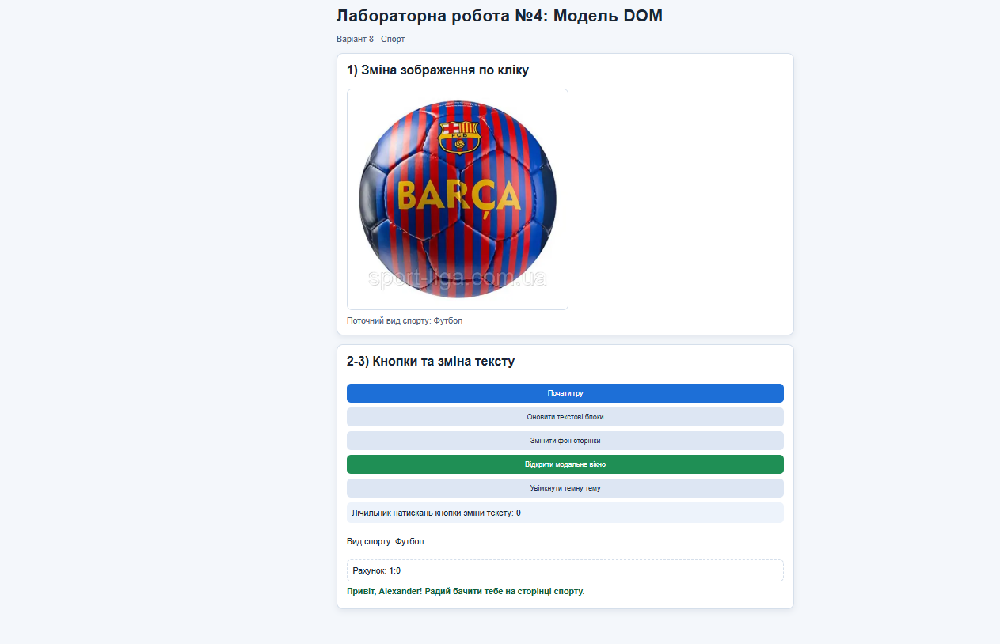 Лабораторна робота №4: Модель DOM
Варіант 8 - Спорт
1) Зміна зображення по кліку
FCB
BARÇA
sport-liga.com.ua
Поточний вид спорту: Футбол
2-3) Кнопки та зміна тексту
Почати гру
Оновити текстові блоки
Змінити фон сторінки
Відкрити модальне вікно
Увімкнути темну тему
Лічильник натискань кнопки зміни тексту: 0
Вид спорту: Футбол.
Рахунок: 1:0
Привіт, Alexander! Радий бачити тебе на сторінці спорту.